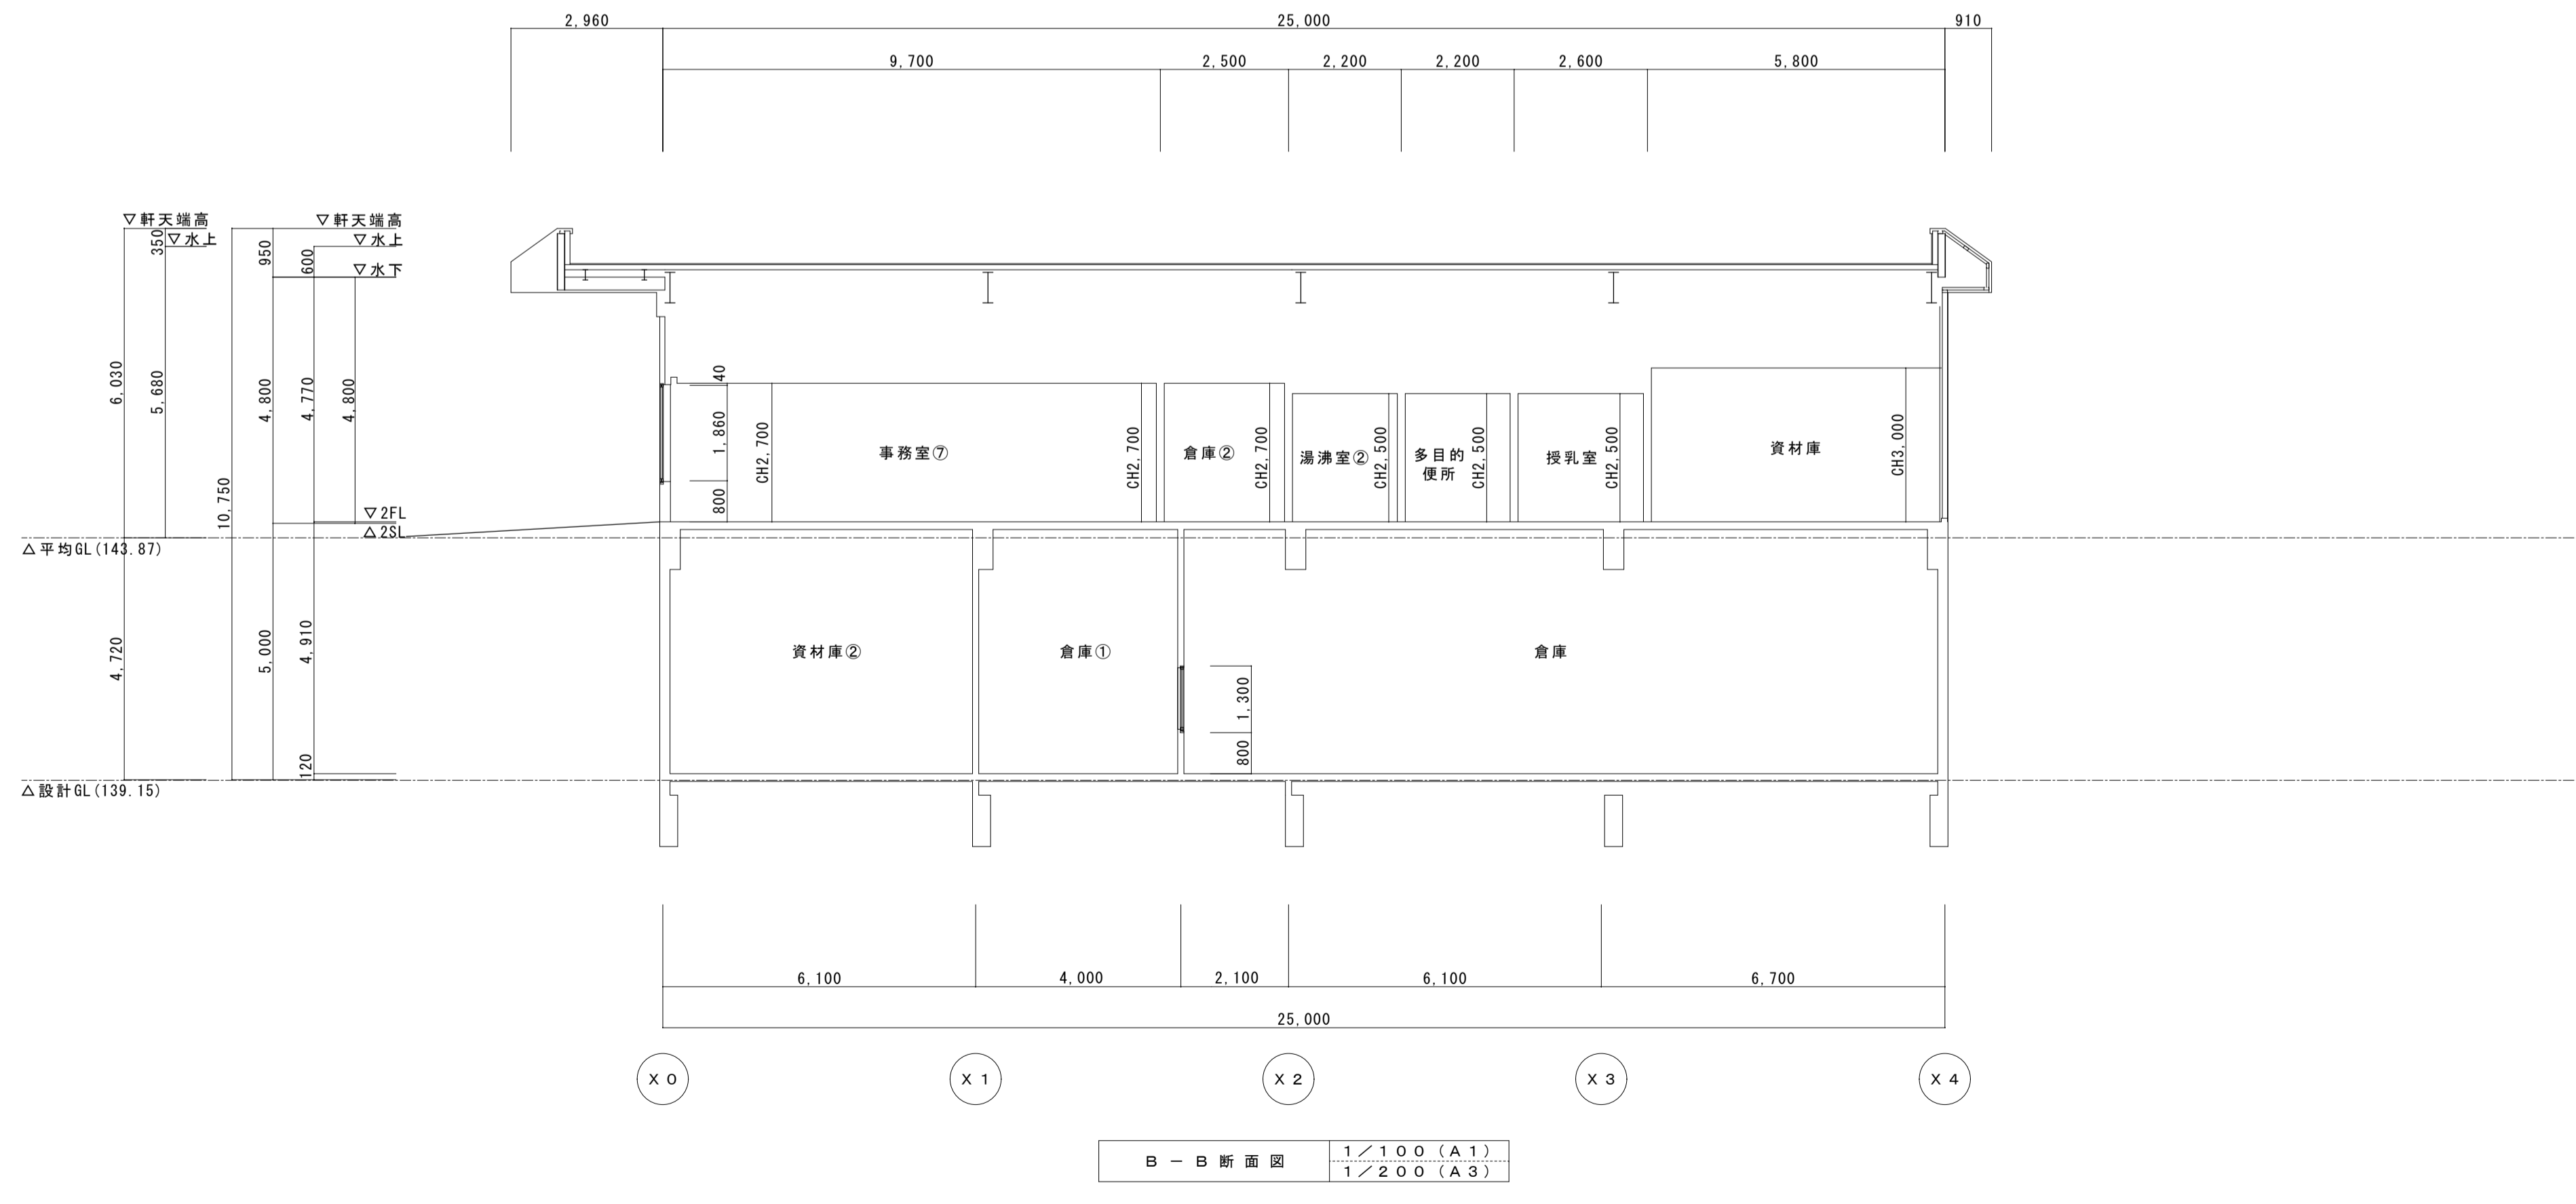 2,960
25,000
910
9,700
2,500
2,200
2,200
2,600
5,800
▽軒天端高
▽軒天端高
350
▽水上
▽水上
950
600
▽水下
6,030
5,680
4,800
4,770
4,800
40
1,860
800
CH2,700
事務室⑦
CH2,700
倉庫②
CH2,700
湯沸室②
CH2,500
多目的
便所
CH2,500
授乳室
CH2,500
資材庫
CH3,000
10,750
▽2FL
△2SL
△平均GL(143.87)
4,720
5,000
4,910
資材庫②
倉庫①
倉庫
1,300
800
120
△設計GL(139.15)
6,100
4,000
2,100
6,100
6,700
25,000
X0
X1
X2
X3
X4
B－B断面図
1／100（A1）
1／200（A3）